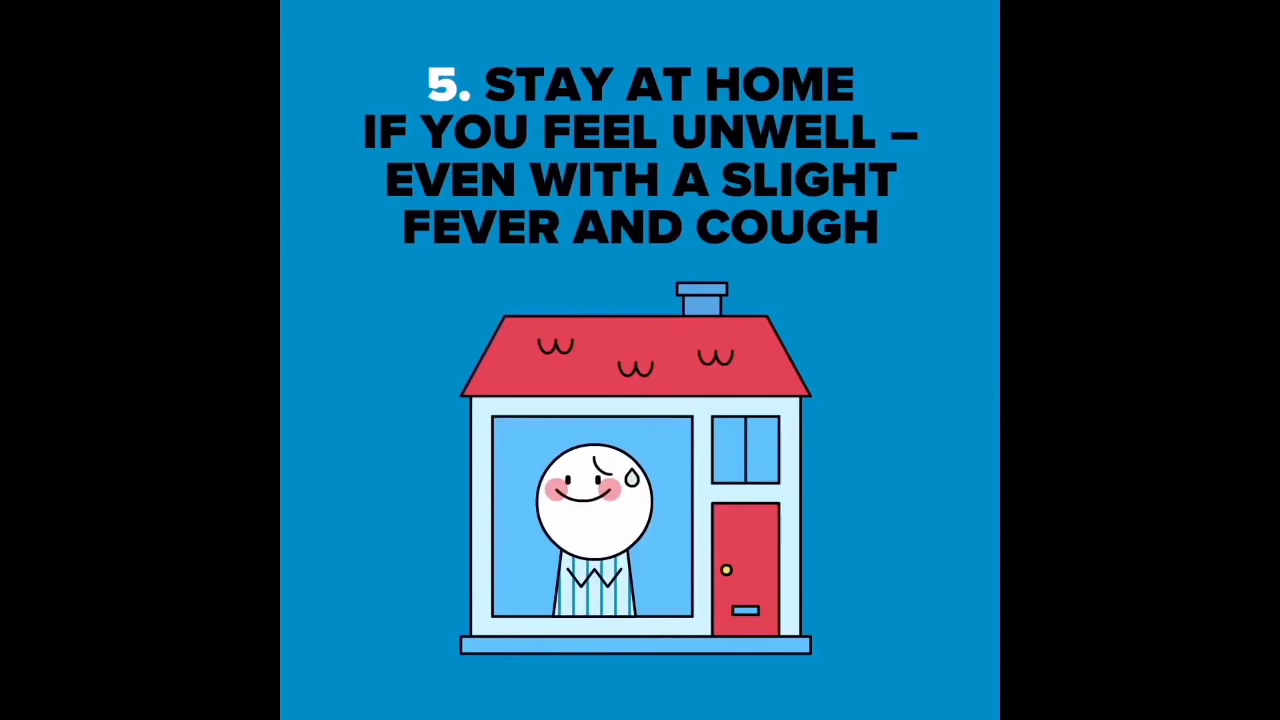 5. STAY AT HOME
IF YOU FEEL UNWELL –
EVEN WITH A SLIGHT
FEVER AND COUGH